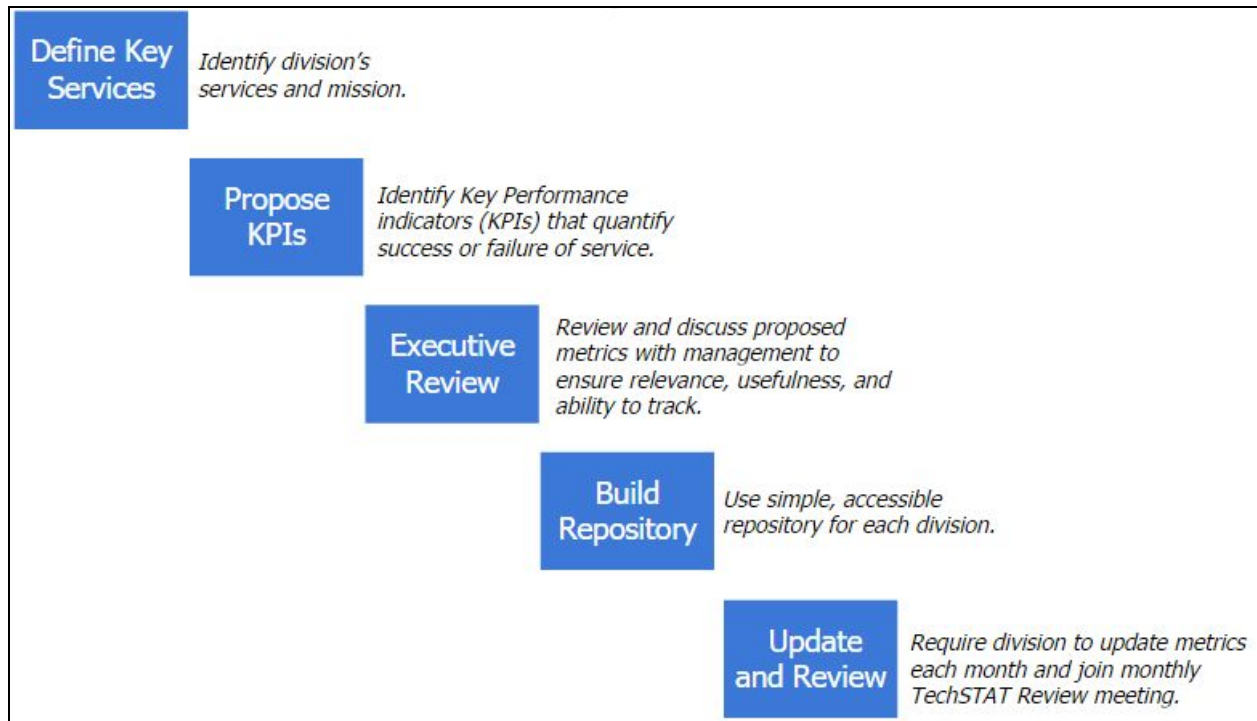 Define Key
Services
Identify division's
services and mission.
Propose
KPIs
Identify Key Performance
indicators (KPIs) that quantify
success or failure of service.
Executive
Review
Review and discuss proposed
metrics with management to
ensure relevance, usefulness, and
ability to track.
Build
Repository
Use simple, accessible
repository for each division.
Update
and Review
Require division to update metrics
each month and join monthly
TechSTAT Review meeting.